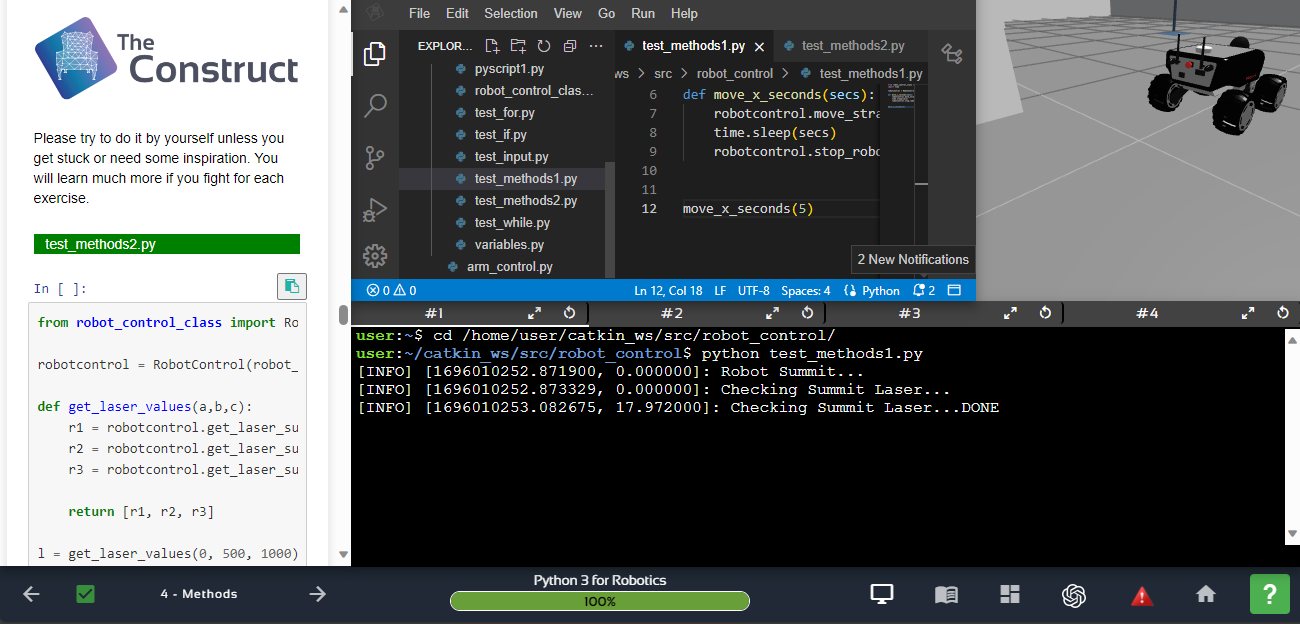 The
Construct
Please try to do it by yourself unless you
get stuck or need some inspiration. You
will learn much more if you fight for each
exercise.
test_methods2.py
In [ ]:
from robot_control_class import Ro
robotcontrol = RobotControl(robot_
def get_laser_values(a,b,c):
r1 = robotcontrol.get_laser_su
r2 = robotcontrol.get_laser_su
r3 = robotcontrol.get_laser_su
return [r1, r2, r3]
l = get_laser_values(0, 500, 1000)
File Edit Selection View Go Run Help
EXPLOR...
pyscript1.py
robot_control_clas...
test_for.py
test_if.py
test_input.py
test_methods1.py
test_methods2.py
test_while.py
variables.py
arm_control.py
test_methods1.py test_methods2.py
ws > src > robot_control > test_methods1.py
6 def move_x_seconds(secs):
7 robotcontrol.move_stra
8 time.sleep(secs)
9 robotcontrol.stop_robo
10
11
12 move_x_seconds(5)
2 New Notifications
0 0 Ln 12, Col 18 LF UTF-8 Spaces: 4 Python 2
#1 #2 #3 #4
user:~$ cd /home/user/catkin_ws/src/robot_control/
user:~/catkin_ws/src/robot_control$ python test_methods1.py
[INFO] [1696010252.871900, 0.000000]: Robot Summit...
[INFO] [1696010252.873329, 0.000000]: Checking Summit Laser...
[INFO] [1696010253.082675, 17.972000]: Checking Summit Laser...DONE
4 - Methods
Python 3 for Robotics
100%
?